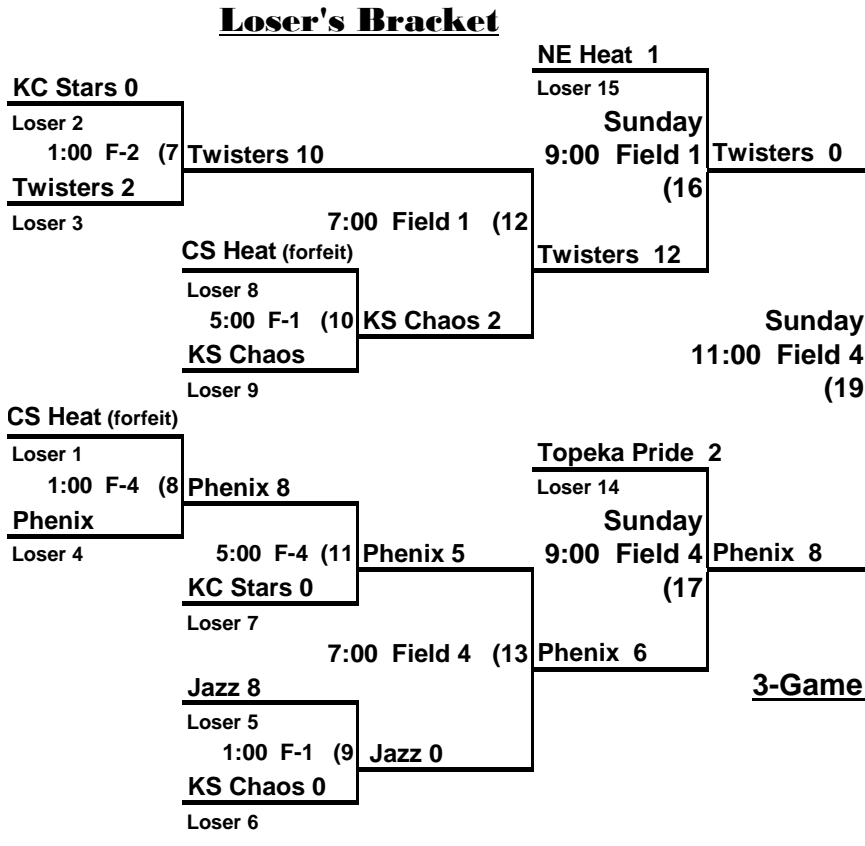 Loser's Bracket
NE Heat 1
KC Stars 0
Loser 15
Loser 2
Sunday
1:00 F-2 (7
Twisters 10
9:00 Field 1
Twisters 0
Twisters 2
(16
Loser 3
7:00 Field 1 (12
CS Heat (forfeit)
Twisters 12
Loser 8
5:00 F-1 (10
KS Chaos 2
Sunday
KS Chaos
11:00 Field 4
Loser 9
(19
CS Heat (forfeit)
Loser 1
Topeka Pride 2
1:00 F-4 (8
Phenix 8
Loser 14
Phenix
Sunday
Loser 4
5:00 F-4 (11
Phenix 5
9:00 Field 4
Phenix 8
KC Stars 0
(17
Loser 7
7:00 Field 4 (13
Phenix 6
Jazz 8
3-Game
Loser 5
1:00 F-1 (9
Jazz 0
KS Chaos 0
Loser 6